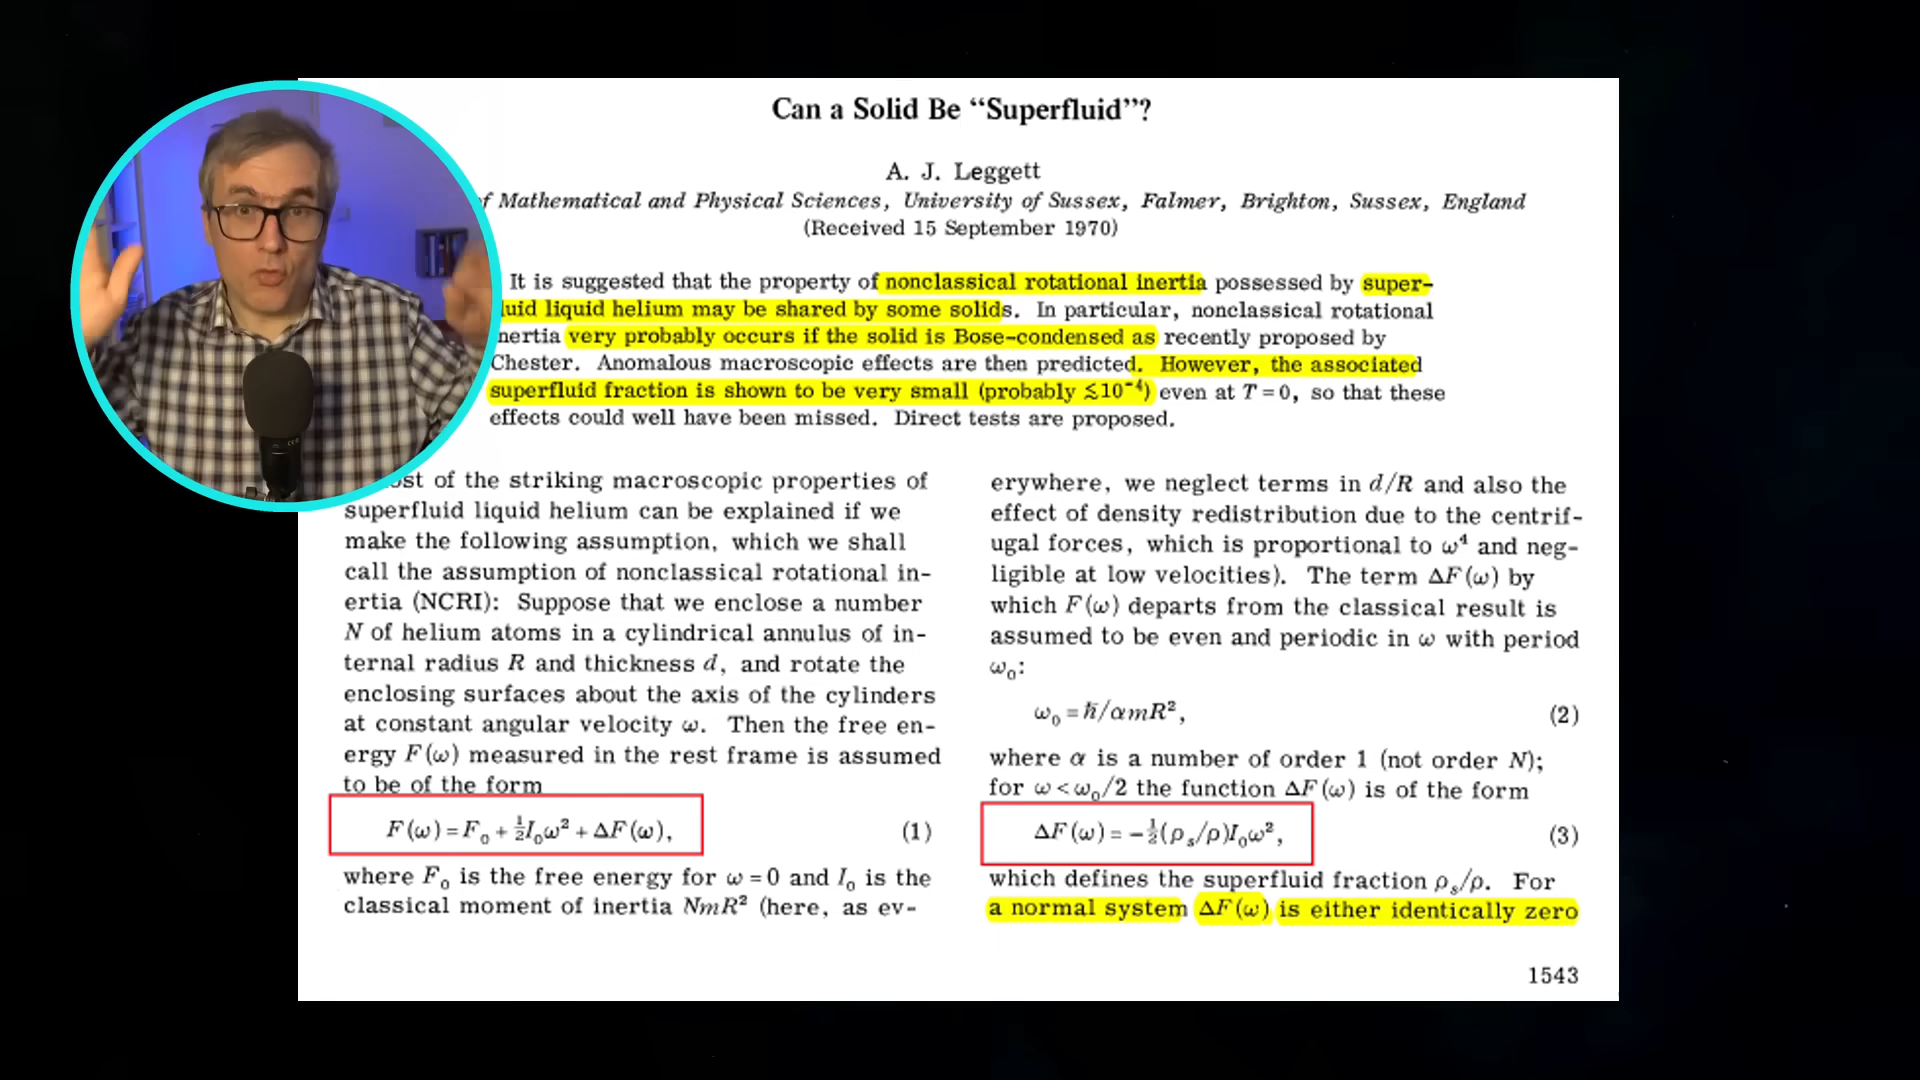 Can a Solid Be “Superfluid”?
A. J. Leggett
of Mathematical and Physical Sciences, University of Sussex, Falmer, Brighton, Sussex, England
(Received 15 September 1970)
It is suggested that the property of nonclassical rotational inertia possessed by super-
luid liquid helium may be shared by some solids. In particular, nonclassical rotational
nertia very probably occurs if the solid is Bose-condensed as recently proposed by
Chester. Anomalous macroscopic effects are then predicted. However, the associated
superfluid fraction is shown to be very small (probably ≲10⁻⁴) even at T=0, so that these
effects could well have been missed. Direct tests are proposed.
ost of the striking macroscopic properties of
superfluid liquid helium can be explained if we
make the following assumption, which we shall
call the assumption of nonclassical rotational in-
ertia (NCRI): Suppose that we enclose a number
N of helium atoms in a cylindrical annulus of in-
ternal radius R and thickness d, and rotate the
enclosing surfaces about the axis of the cylinders
at constant angular velocity ω. Then the free en-
ergy F(ω) measured in the rest frame is assumed
to be of the form
F(ω)=F₀+½I₀ω²+ΔF(ω), (1)
where F₀ is the free energy for ω=0 and I₀ is the
classical moment of inertia NmR² (here, as ev-
erywhere, we neglect terms in d/R and also the
effect of density redistribution due to the centrif-
ugal forces, which is proportional to ω⁴ and neg-
ligible at low velocities). The term ΔF(ω) by
which F(ω) departs from the classical result is
assumed to be even and periodic in ω with period
ω₀:
ω₀=ℏ/αmR², (2)
where α is a number of order 1 (not order N);
for ω<ω₀/2 the function ΔF(ω) is of the form
ΔF(ω)=-½(ρₛ/ρ)I₀ω², (3)
which defines the superfluid fraction ρₛ/ρ. For
a normal system ΔF(ω) is either identically zero
1543